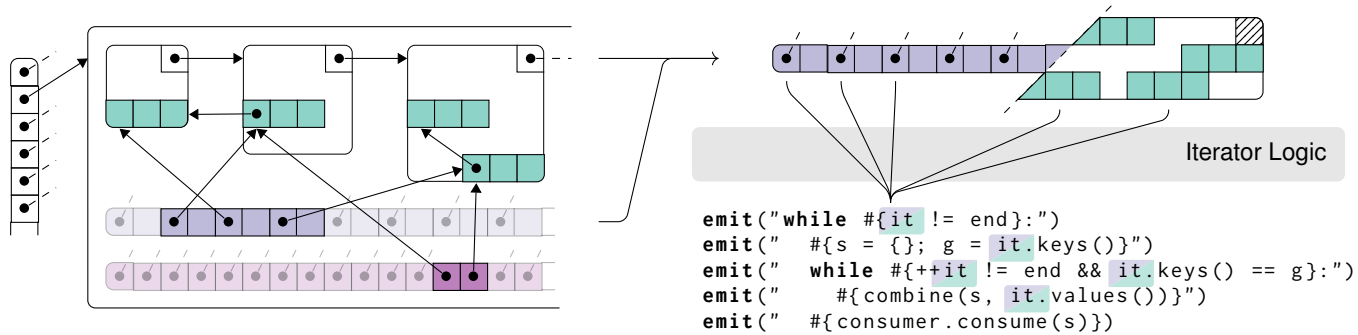 Iterator Logic
emit("while #{it != end}:")
emit("  #{s = {}; g = it.keys()}")
emit("  while #{++it != end && it.keys() == g}:")
emit("    #{combine(s, it.values())}")
emit("  #{consumer.consume(s)})